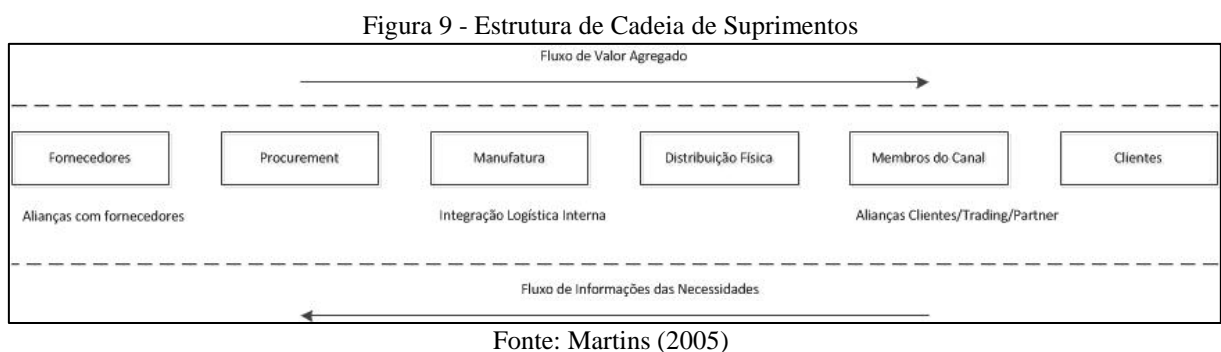 Figura 9 - Estrutura de Cadeia de Suprimentos
Fluxo de Valor Agregado
Fornecedores Procurement Manufatura Distribuição Física Membros do Canal Clientes
Alianças com fornecedores Integração Logística Interna Alianças Clientes/Trading/Partner
Fluxo de Informações das Necessidades
Fonte: Martins (2005)